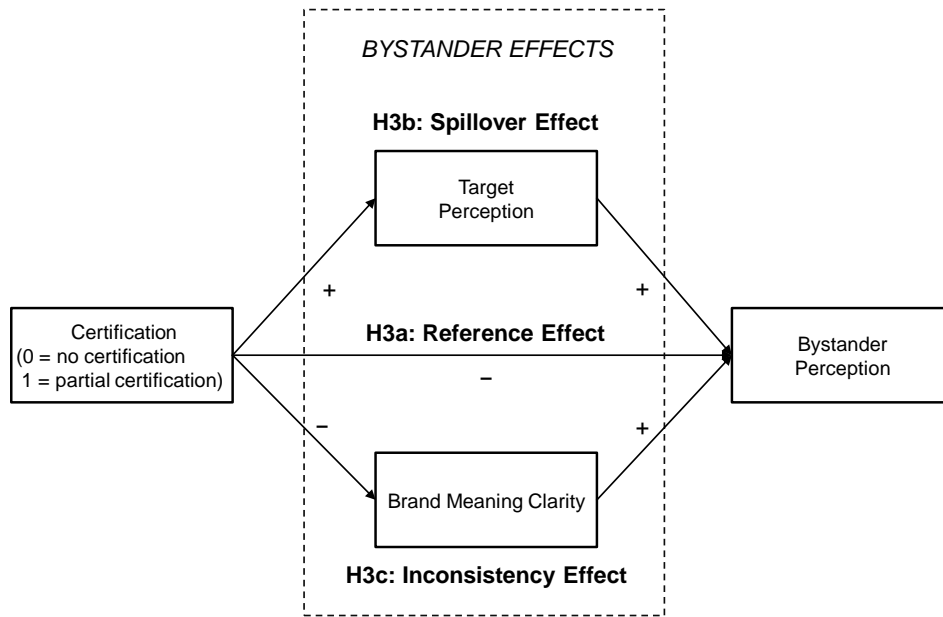 BYSTANDER EFFECTS
H3b: Spillover Effect
Target
Perception
+
+
Certification
(0 = no certification
1 = partial certification)
H3a: Reference Effect
–
Bystander
Perception
–
+
Brand Meaning Clarity
H3c: Inconsistency Effect